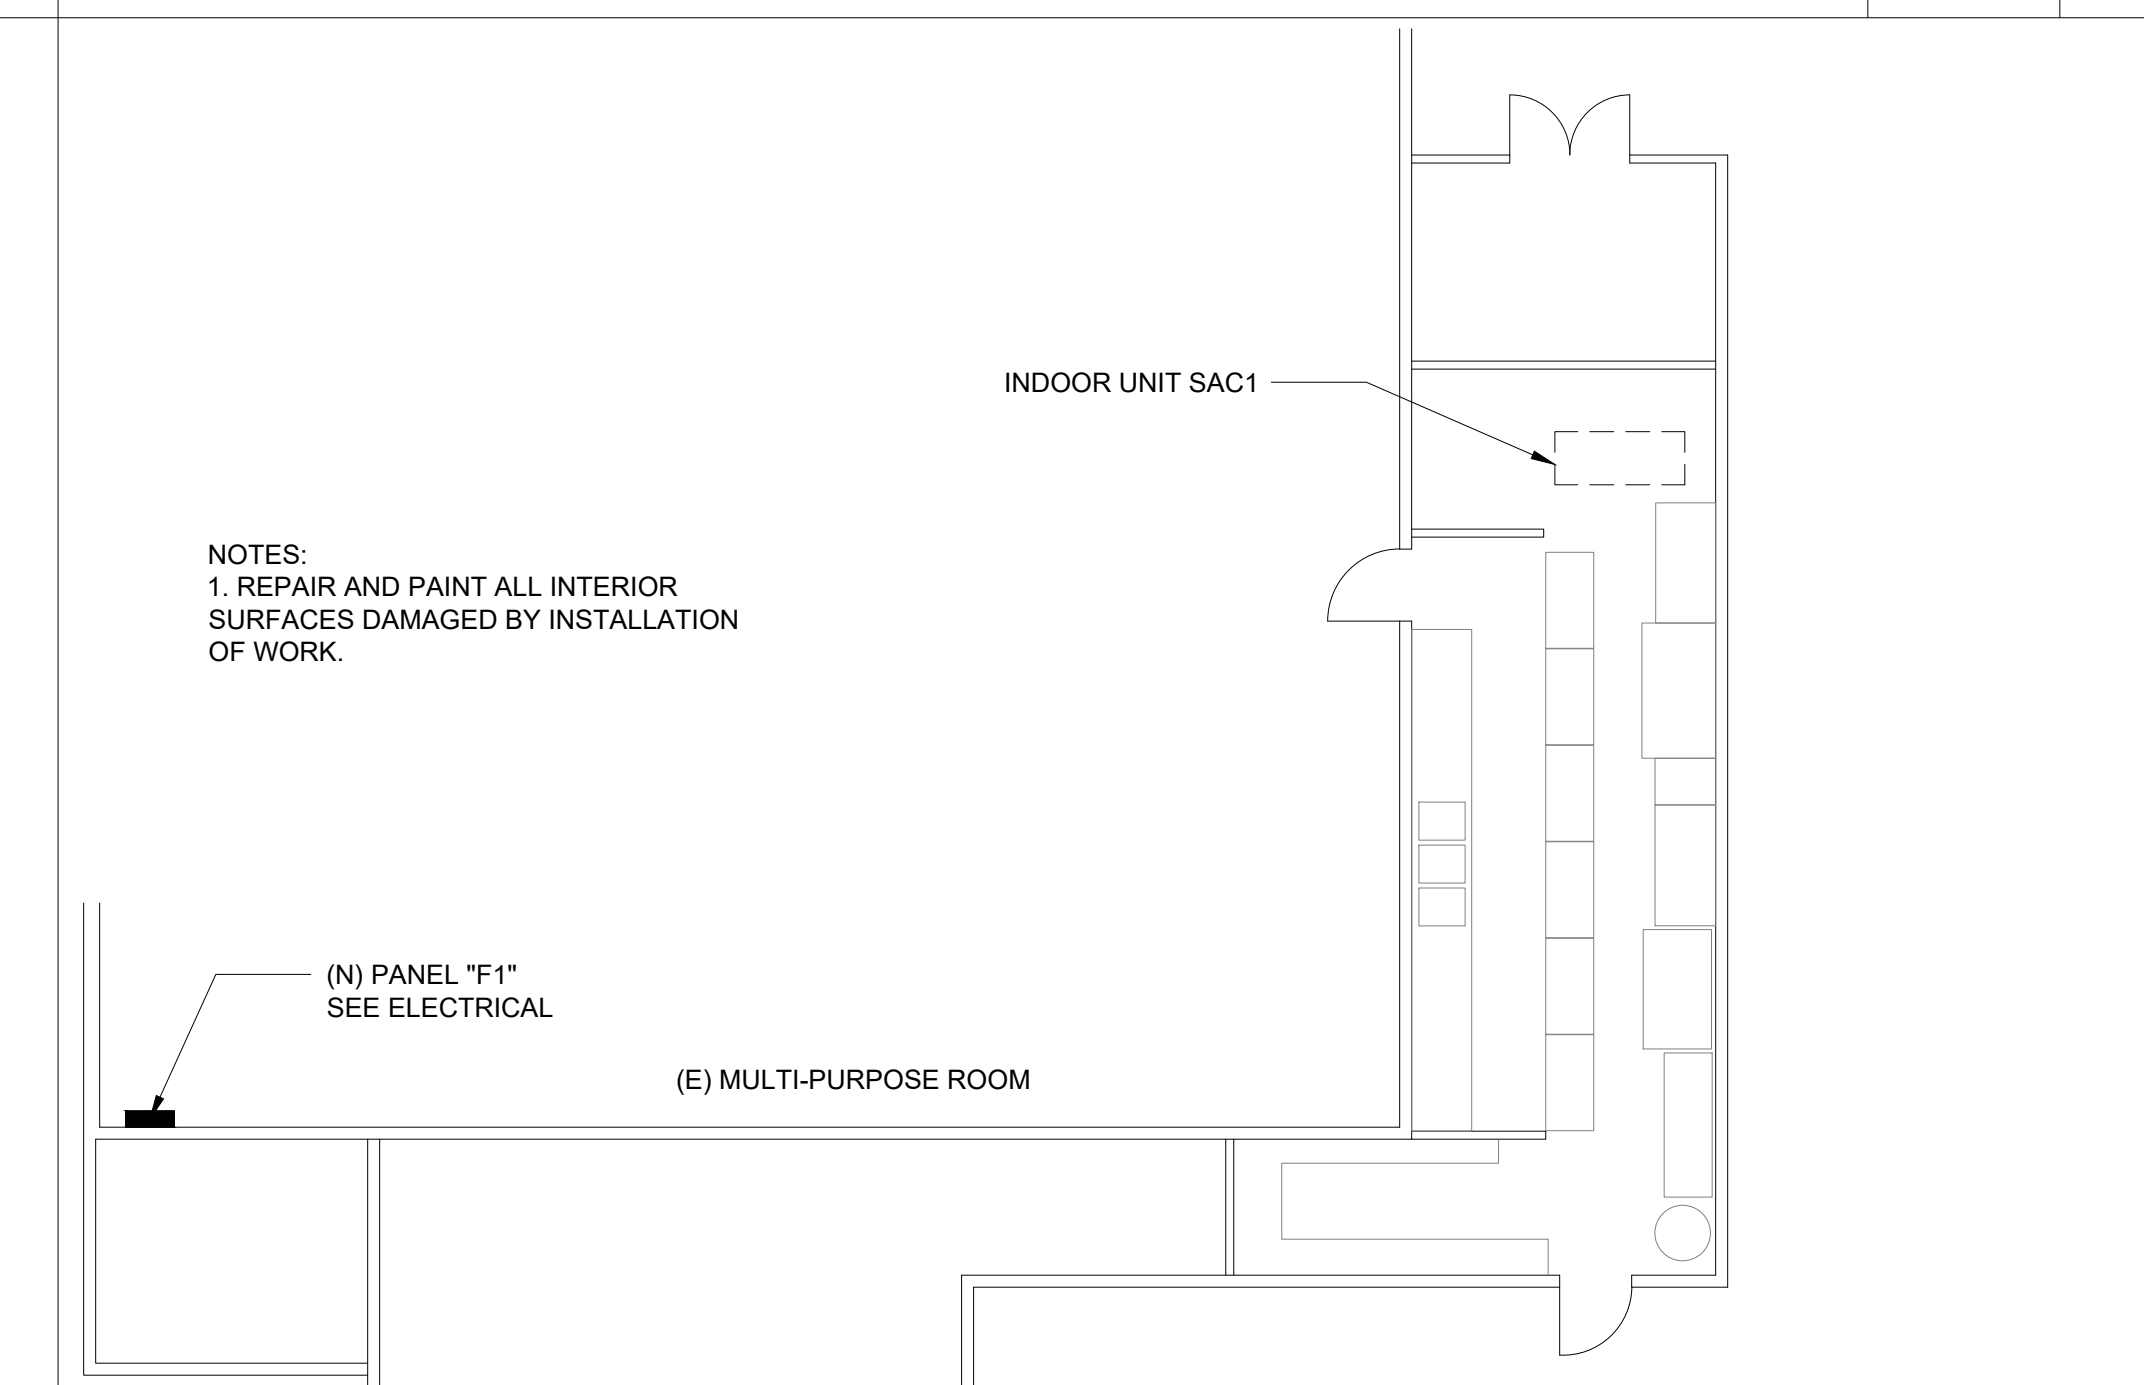 INDOOR UNIT SAC1
NOTES:
1. REPAIR AND PAINT ALL INTERIOR
SURFACES DAMAGED BY INSTALLATION
OF WORK.
(N) PANEL "F1"
SEE ELECTRICAL
(E) MULTI-PURPOSE ROOM